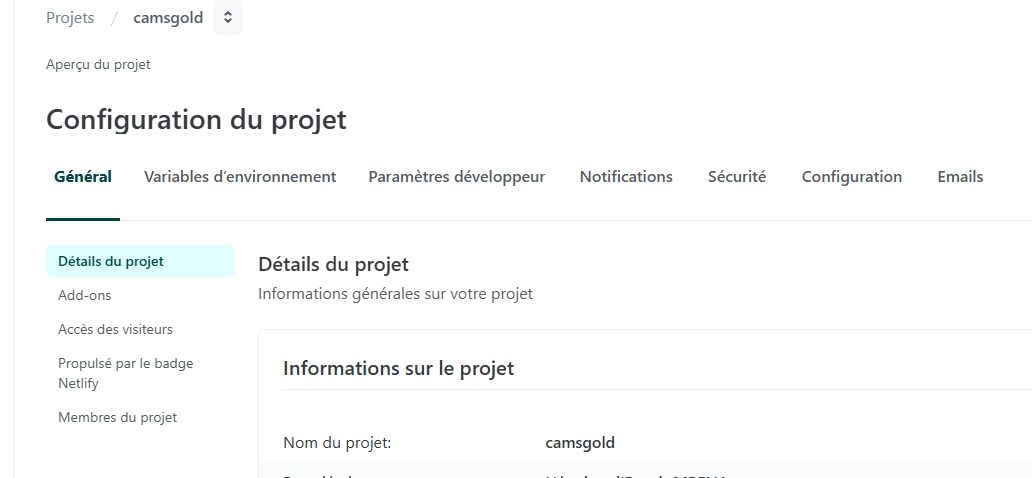 Projets / camsgold
Aperçu du projet
Configuration du projet
Général Variables d'environnement Paramètres développeur Notifications Sécurité Configuration Emails
Détails du projet
Add-ons
Accès des visiteurs
Propulsé par le badge
Netlify
Membres du projet
Détails du projet
Informations générales sur votre projet
Informations sur le projet
Nom du projet: camsgold